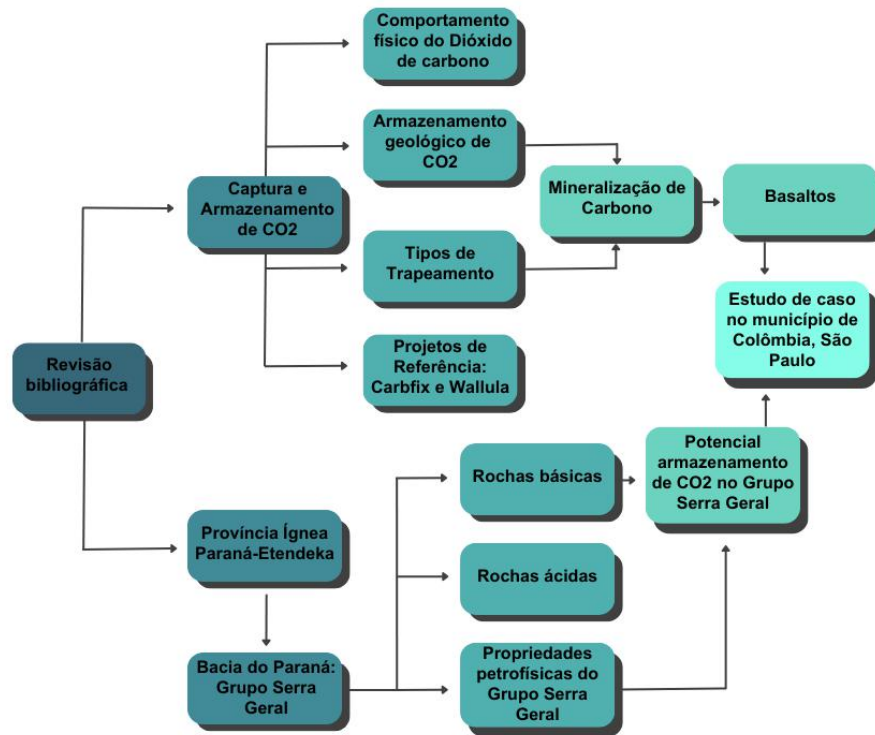 Comportamento
físico do Dióxido
de carbono
Armazenamento
geológico de
CO2
Captura e
Armazenamento
de CO2
Mineralização de
Carbono
Basaltos
Tipos de
Trapeamento
Estudo de caso
no município de
Colômbia, São
Paulo
Revisão
bibliográfica
Projetos de
Referência:
Carbfix e Wallula
Rochas básicas
Potencial
armazenamento
de CO2 no Grupo
Serra Geral
Província Ígnea
Paraná-Etendeka
Rochas ácidas
Bacia do Paraná:
Grupo Serra
Geral
Propriedades
petrofísicas do
Grupo Serra
Geral